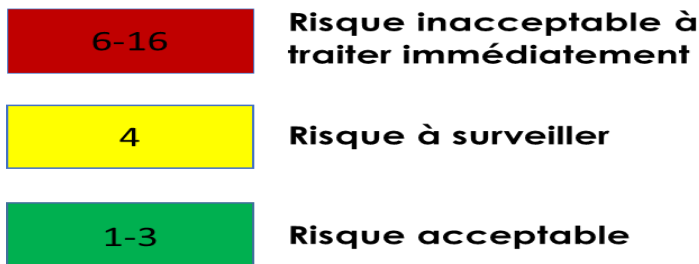 6-16
Risque inacceptable à
traiter immédiatement
4
Risque à surveiller
1-3
Risque acceptable